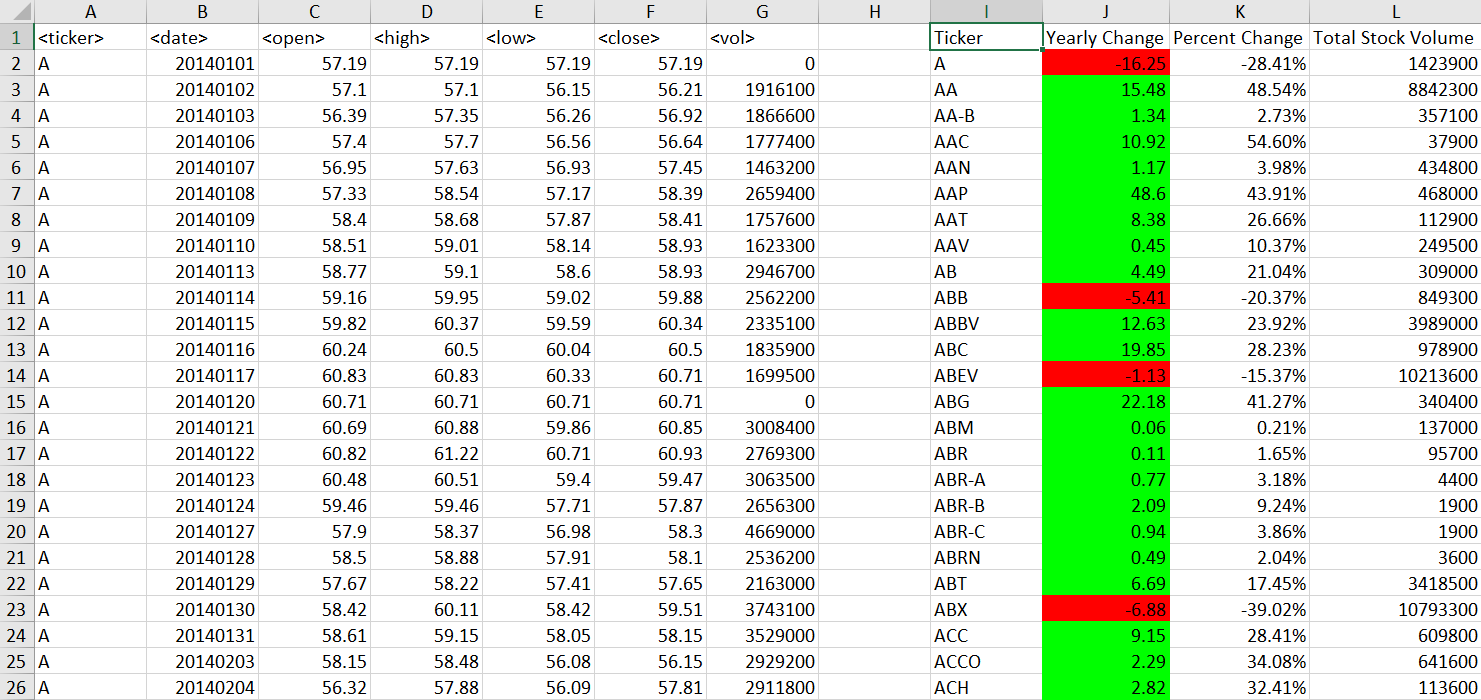 A B C D E F G H I J K L
1 <ticker> <date> <open> <high> <low> <close> <vol> Ticker Yearly Change Percent Change Total Stock Volume
2 A 20140101 57.19 57.19 57.19 57.19 0 A -16.25 -28.41% 1423900
3 A 20140102 57.1 57.1 56.15 56.21 1916100 AA 15.48 48.54% 8842300
4 A 20140103 56.39 57.35 56.26 56.92 1866600 AA-B 1.34 2.73% 357100
5 A 20140106 57.4 57.7 56.56 56.64 1777400 AAC 10.92 54.60% 37900
6 A 20140107 56.95 57.63 56.93 57.45 1463200 AAN 1.17 3.98% 434800
7 A 20140108 57.33 58.54 57.17 58.39 2659400 AAP 48.6 43.91% 468000
8 A 20140109 58.4 58.68 57.87 58.41 1757600 AAT 8.38 26.66% 112900
9 A 20140110 58.51 59.01 58.14 58.93 1623300 AAV 0.45 10.37% 249500
10 A 20140113 58.77 59.1 58.6 58.93 2946700 AB 4.49 21.04% 309000
11 A 20140114 59.16 59.95 59.02 59.88 2562200 ABB -5.41 -20.37% 849300
12 A 20140115 59.82 60.37 59.59 60.34 2335100 ABBV 12.63 23.92% 3989000
13 A 20140116 60.24 60.5 60.04 60.5 1835900 ABC 19.85 28.23% 978900
14 A 20140117 60.83 60.83 60.33 60.71 1699500 ABEV -1.13 -15.37% 10213600
15 A 20140120 60.71 60.71 60.71 60.71 0 ABG 22.18 41.27% 340400
16 A 20140121 60.69 60.88 59.86 60.85 3008400 ABM 0.06 0.21% 137000
17 A 20140122 60.82 61.22 60.71 60.93 2769300 ABR 0.11 1.65% 95700
18 A 20140123 60.48 60.51 59.4 59.47 3063500 ABR-A 0.77 3.18% 4400
19 A 20140124 59.46 59.46 57.71 57.87 2656300 ABR-B 2.09 9.24% 1900
20 A 20140127 57.9 58.37 56.98 58.3 4669000 ABR-C 0.94 3.86% 1900
21 A 20140128 58.5 58.88 57.91 58.1 2536200 ABRN 0.49 2.04% 3600
22 A 20140129 57.67 58.22 57.41 57.65 2163000 ABT 6.69 17.45% 3418500
23 A 20140130 58.42 60.11 58.42 59.51 3743100 ABX -6.88 -39.02% 10793300
24 A 20140131 58.61 59.15 58.05 58.15 3529000 ACC 9.15 28.41% 609800
25 A 20140203 58.15 58.48 56.08 56.15 2929200 ACCO 2.29 34.08% 641600
26 A 20140204 56.32 57.88 56.09 57.81 2911800 ACH 2.82 32.41% 113600